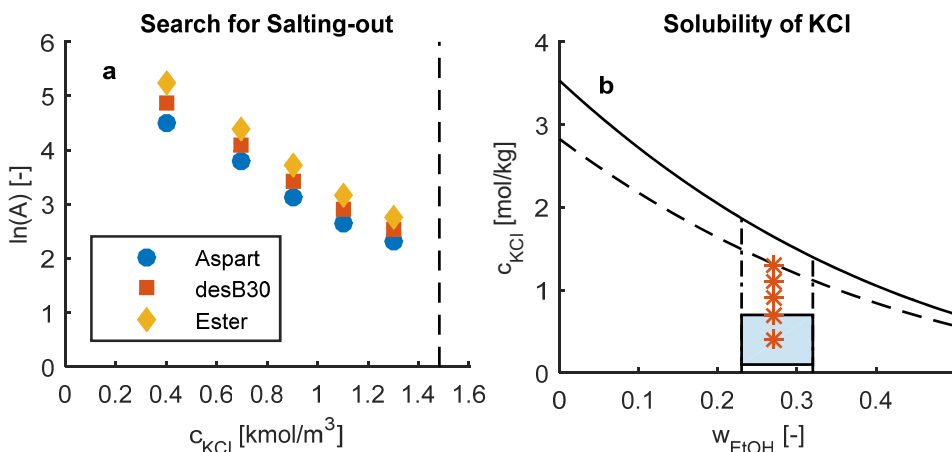 Search for Salting-out
a
ln(A) [-]
6
5
4
3
2
1
0
Aspart
desB30
Ester
0 0.2 0.4 0.6 0.8 1 1.2 1.4 1.6
c_KCl [kmol/m³]
Solubility of KCl
b
c_KCl [mol/kg]
4
3
2
1
0
0 0.1 0.2 0.3 0.4
w_EtOH [-]